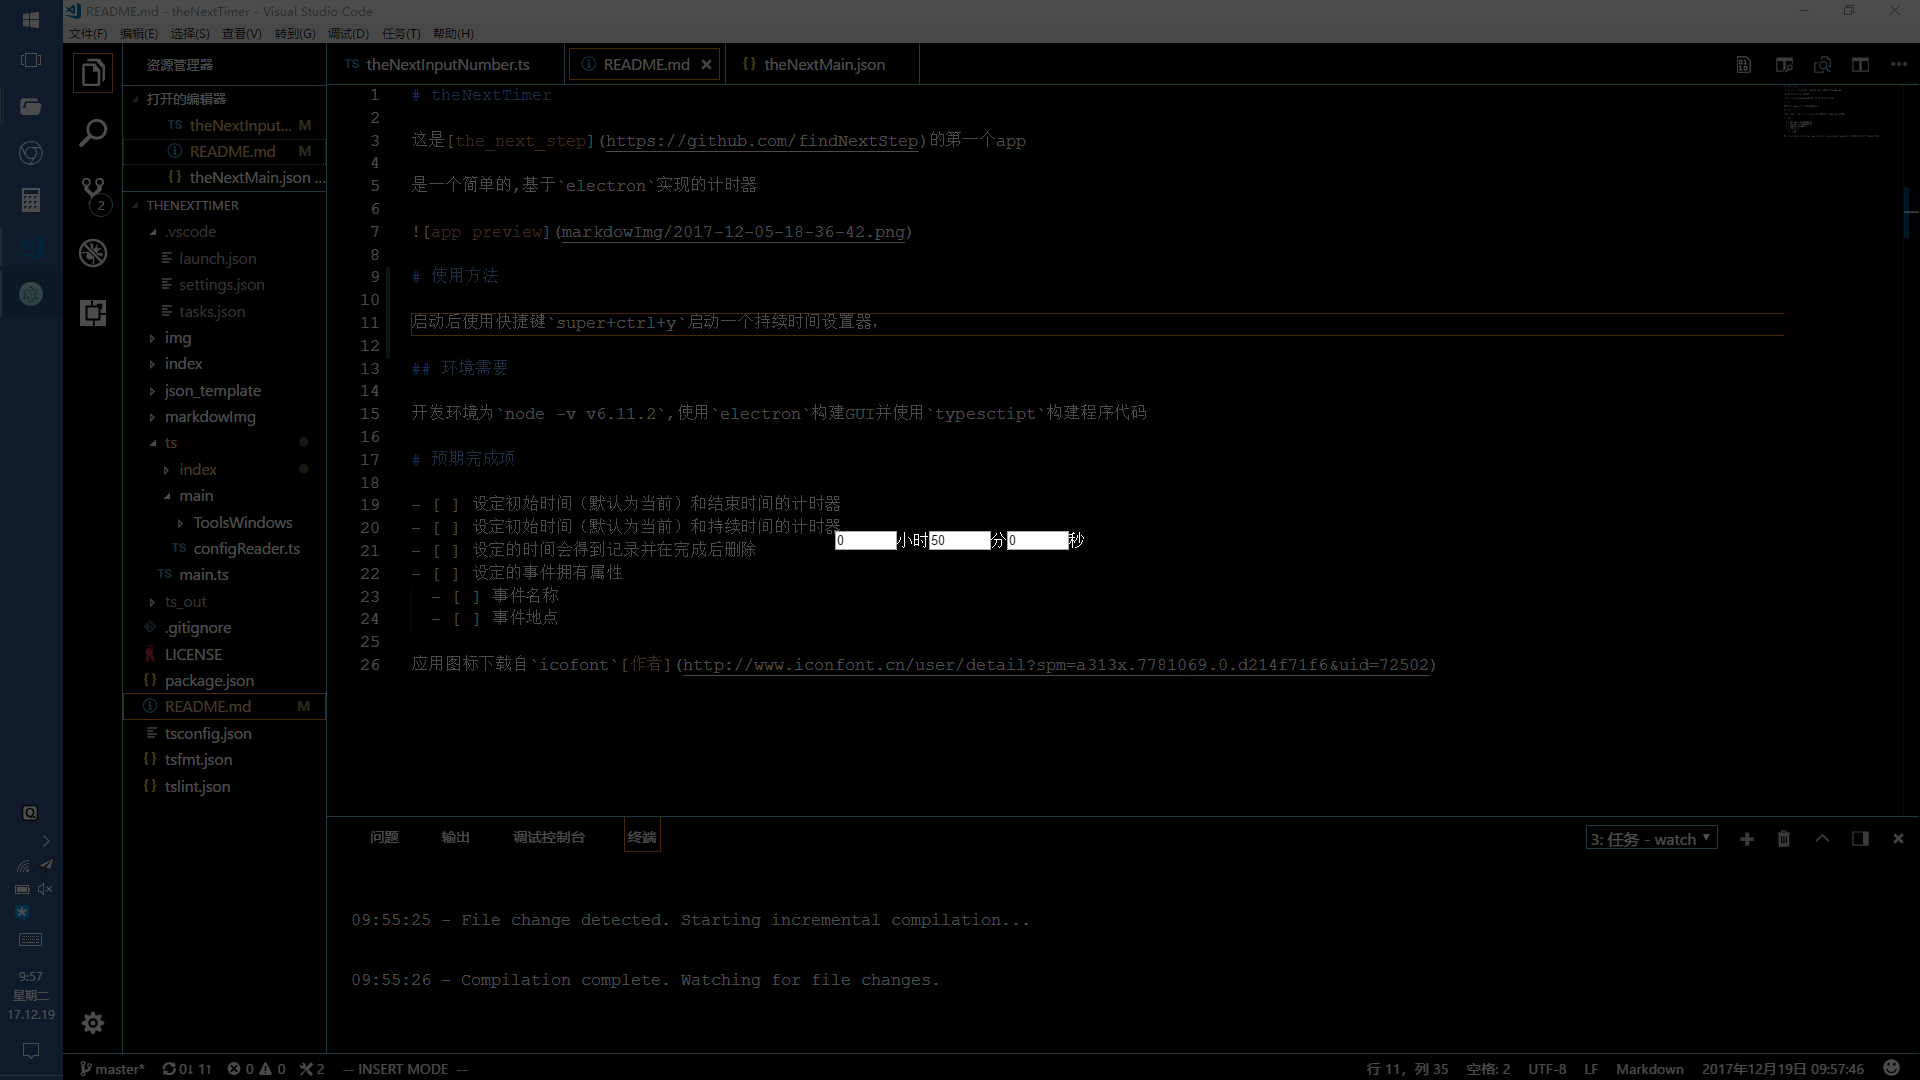 README.md - theNextTimer - Visual Studio Code
文件(F) 编辑(E) 选择(S) 查看(V) 转到(G) 调试(D) 任务(T) 帮助(H)
资源管理器
打开的编辑器
TS theNextInput... M
README.md M
{} theNextMain.json ...
THENEXTTIMER
.vscode
launch.json
settings.json
tasks.json
img
index
json_template
markdowImg
ts
index
main
ToolsWindows
TS configReader.ts
TS main.ts
ts_out
.gitignore
LICENSE
{} package.json
README.md M
tsconfig.json
{} tsfmt.json
{} tslint.json
2
TS theNextInputNumber.ts
README.md
{} theNextMain.json
1 # theNextTimer
2
3 这是[the_next_step](https://github.com/findNextStep)的第一个app
4
5 是一个简单的,基于`electron`实现的计时器
6
7 ![app preview](markdowImg/2017-12-05-18-36-42.png)
8
9 # 使用方法
10
11 启动后使用快捷键`super+ctrl+y`启动一个持续时间设置器,
12
13 ## 环境需要
14
15 开发环境为`node -v v6.11.2`,使用`electron`构建GUI并使用`typesctipt`构建程序代码
16
17 # 预期完成项
18
19 - [ ] 设定初始时间（默认为当前）和结束时间的计时器
20 - [ ] 设定初始时间（默认为当前）和持续时间的计时器
21 - [ ] 设定的时间会得到记录并在完成后删除
22 - [ ] 设定的事件拥有属性
23 - [ ] 事件名称
24 - [ ] 事件地点
25
26 应用图标下载自`icofont`[作者](http://www.iconfont.cn/user/detail?spm=a313x.7781069.0.d214f71f6&uid=72502)
0 小时 50 分 0 秒
问题 输出 调试控制台 终端
3: 任务 - watch
09:55:25 - File change detected. Starting incremental compilation...
09:55:26 - Compilation complete. Watching for file changes.
9:57
星期二
17.12.19
master* 0↓ 1↑ 0 0 2 -- INSERT MODE --
行 11，列 35 空格: 2 UTF-8 LF Markdown 2017年12月19日 09:57:46